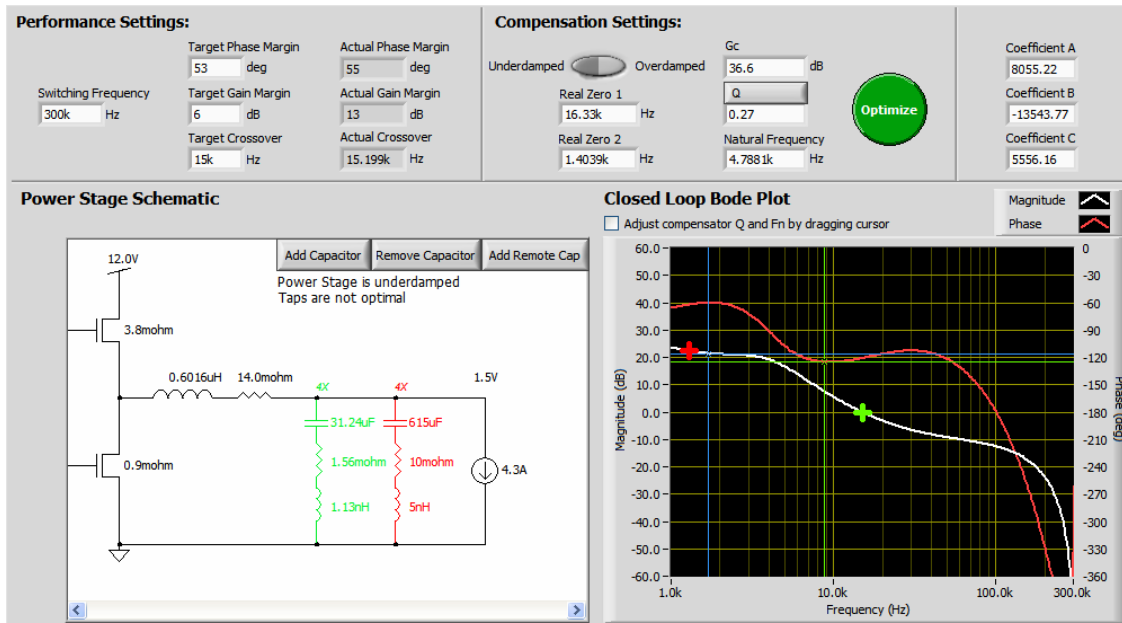 Performance Settings:
Target Phase Margin
53 deg
Actual Phase Margin
55 deg
Switching Frequency
300k Hz
Target Gain Margin
6 dB
Actual Gain Margin
13 dB
Target Crossover
15k Hz
Actual Crossover
15.199k Hz
Compensation Settings:
Underdamped Overdamped
Gc
36.6 dB
Real Zero 1
16.33k Hz
Q
0.27
Real Zero 2
1.4039k Hz
Natural Frequency
4.7881k Hz
Optimize
Coefficient A
8055.22
Coefficient B
-13543.77
Coefficient C
5556.16
Power Stage Schematic
Add Capacitor Remove Capacitor Add Remote Cap
Power Stage is underdamped
Taps are not optimal
12.0V
3.8mohm
0.6016uH 14.0mohm
1.5V
4X 4X
31.24uF 615uF
1.56mohm 10mohm
0.9mohm
4.3A
1.13nH 5nH
Closed Loop Bode Plot
Adjust compensator Q and Fn by dragging cursor
Magnitude
Phase
60.0
50.0
40.0
30.0
20.0
10.0
0.0
-10.0
-20.0
-30.0
-40.0
-50.0
-60.0
Magnitude (dB)
0
-30
-60
-90
-120
-150
-180
-210
-240
-270
-300
-330
-360
Phase (deg)
1.0k 10.0k 100.0k 300.0k
Frequency (Hz)